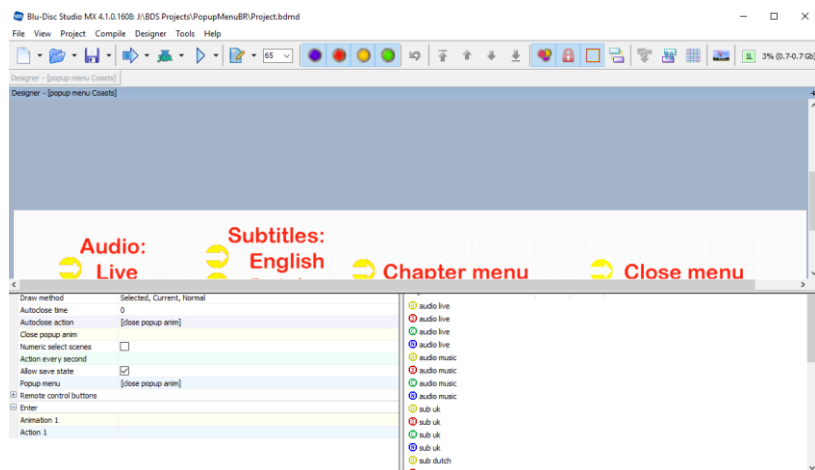 Blu-Disc Studio MX 4.1.0.1608: J:\BDS Projects\PopupMenuBR\Project.bdmd
File View Project Compile Designer Tools Help
65
1L 3% (0.7-0.7 Gb)
Designer - [popup menu Coasts]
Designer - [popup menu Coasts]
Audio:
Live
Subtitles:
English
Chapter menu
Close menu
Draw method Selected, Current, Normal
Autoclose time 0
Autoclose action [close popup anim]
Close popup anim
Numeric select scenes
Action every second
Allow save state
Popup menu [close popup anim]
Remote control buttons
Enter
Animation 1
Action 1
audio live
audio live
C audio live
N audio live
audio music
audio music
C audio music
N audio music
sub uk
sub uk
C sub uk
N sub uk
sub dutch